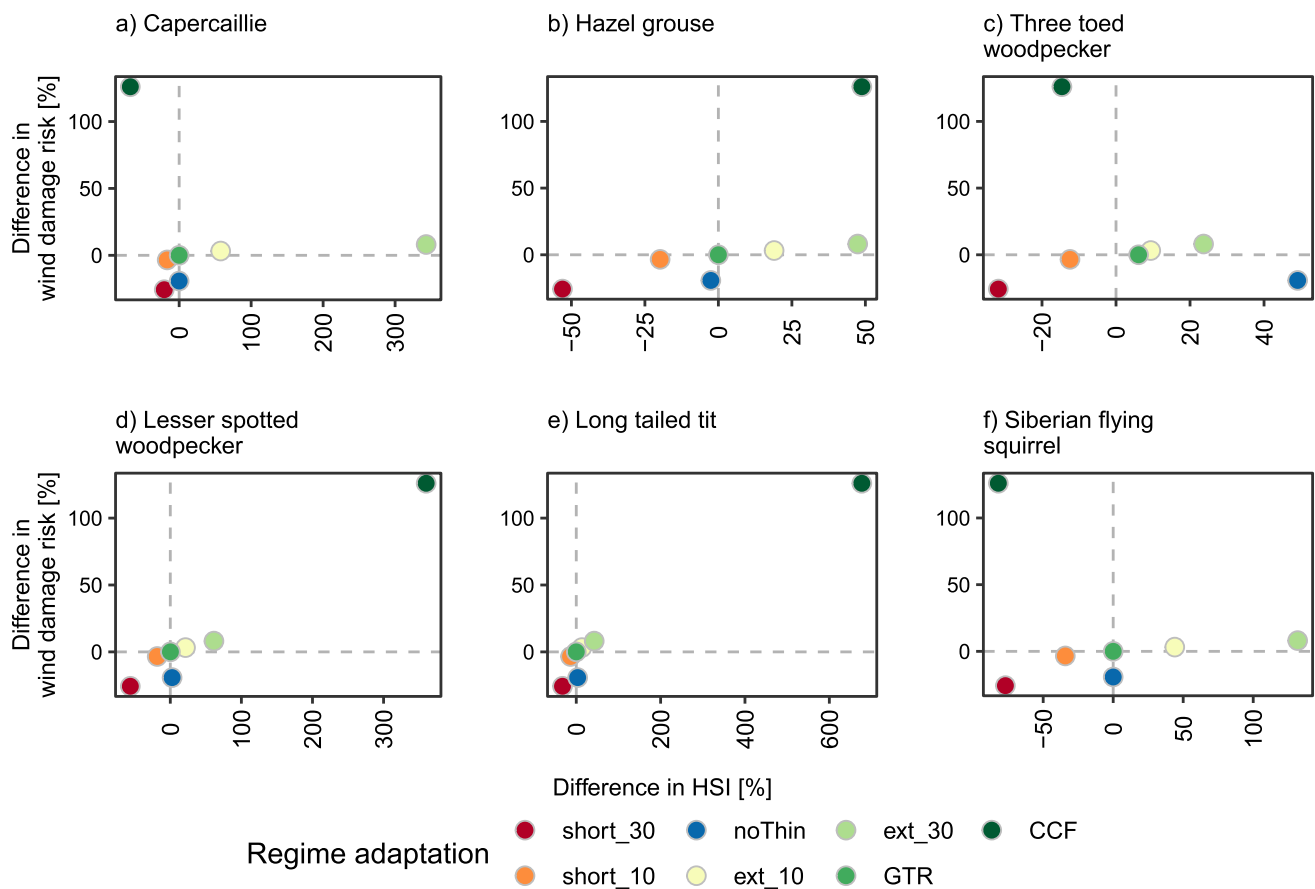 a) Capercaillie
b) Hazel grouse
c) Three toed
woodpecker
Difference in
wind damage risk [%]
100
50
0
0
100
200
300
100
50
0
−50
−25
0
25
50
100
50
0
−20
0
20
40
d) Lesser spotted
woodpecker
e) Long tailed tit
f) Siberian flying
squirrel
Difference in
wind damage risk [%]
100
50
0
0
100
200
300
100
50
0
0
200
400
600
100
50
0
−50
0
50
100
Difference in HSI [%]
Regime adaptation
short_30
noThin
ext_30
CCF
short_10
ext_10
GTR